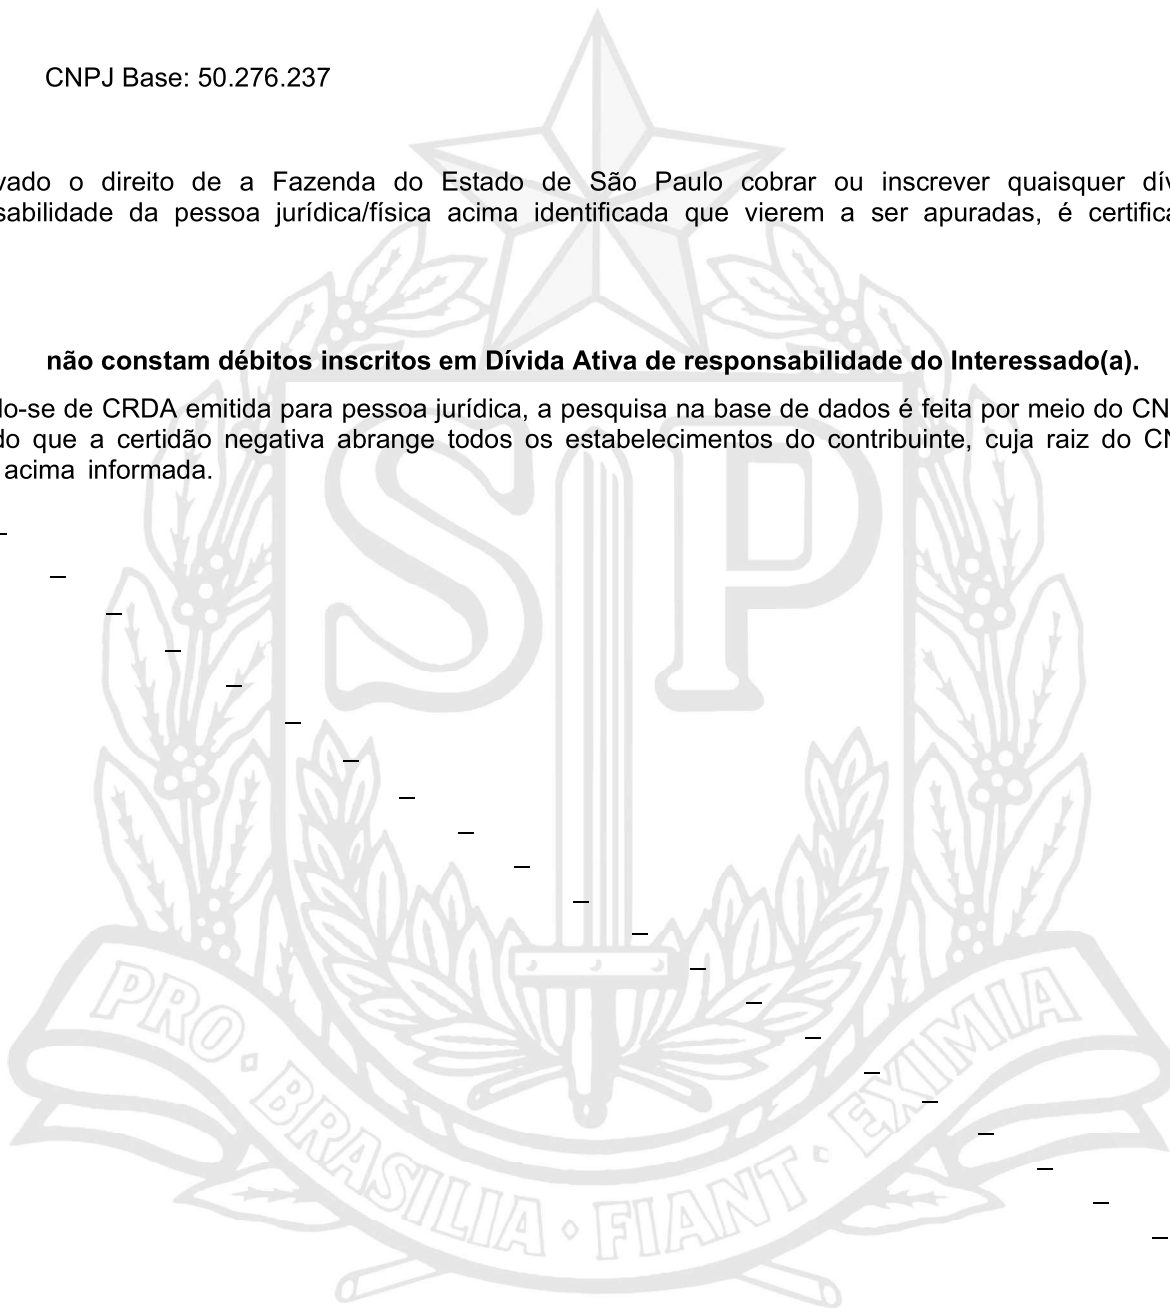 CNPJ Base: 50.276.237
vado o direito de a Fazenda do Estado de São Paulo cobrar ou inscrever quaisquer dív
sabilidade da pessoa jurídica/física acima identificada que vierem a ser apuradas, é certifica
não constam débitos inscritos em Dívida Ativa de responsabilidade do Interessado(a).
do-se de CRDA emitida para pessoa jurídica, a pesquisa na base de dados é feita por meio do CN
do que a certidão negativa abrange todos os estabelecimentos do contribuinte, cuja raiz do CN
acima informada.
SP
PRO · BRASILIA · FIANT · EXIMIA